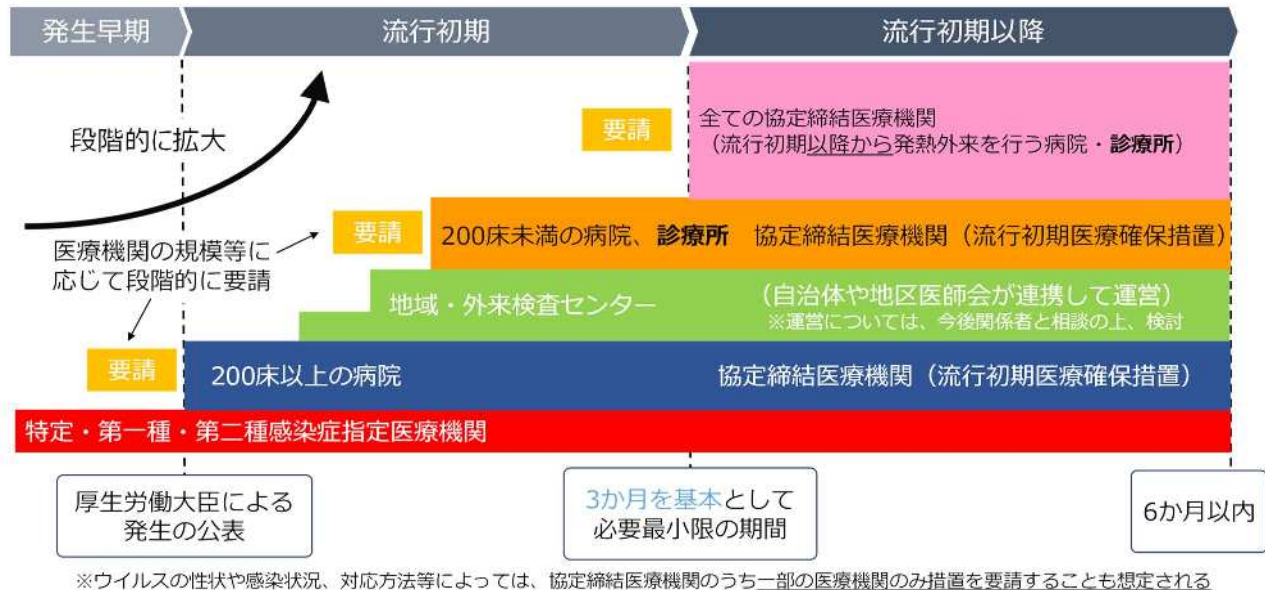 発生早期
流行初期
流行初期以降
段階的に拡大
要請
全ての協定締結医療機関
（流行初期以降から発熱外来を行う病院・診療所）
医療機関の規模等に
応じて段階的に要請
要請
200床未満の病院、診療所　協定締結医療機関（流行初期医療確保措置）
地域・外来検査センター
（自治体や地区医師会が連携して運営）
※運営については、今後関係者と相談の上、検討
要請
200床以上の病院
協定締結医療機関（流行初期医療確保措置）
特定・第一種・第二種感染症指定医療機関
厚生労働大臣による
発生の公表
3か月を基本として
必要最小限の期間
6か月以内
※ウイルスの性状や感染状況、対応方法等によっては、協定締結医療機関のうち一部の医療機関のみ措置を要請することも想定される